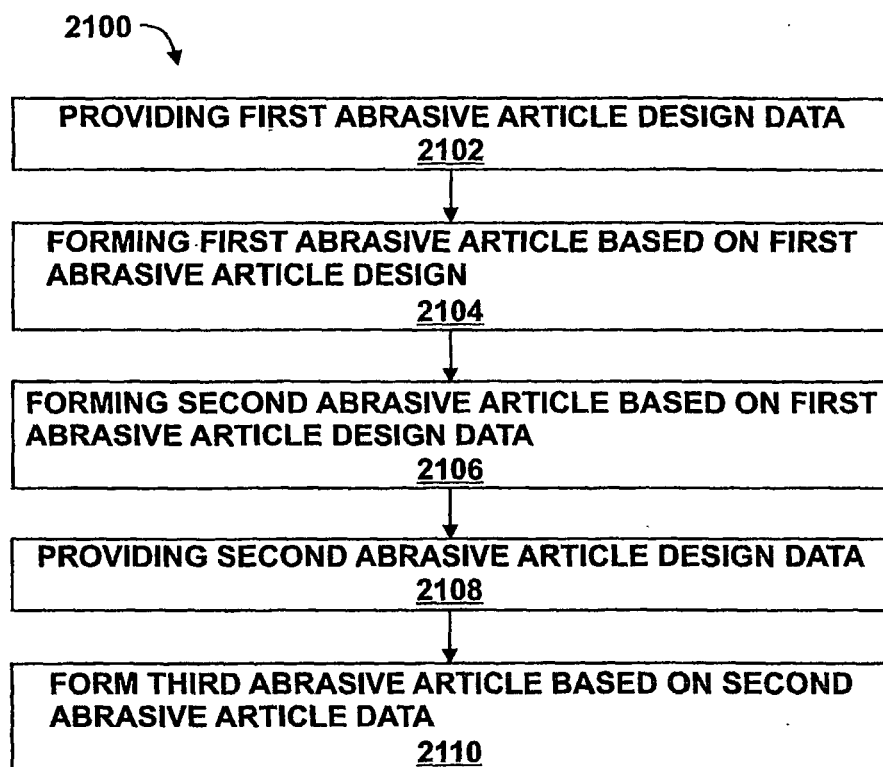 2100
PROVIDING FIRST ABRASIVE ARTICLE DESIGN DATA
2102
FORMING FIRST ABRASIVE ARTICLE BASED ON FIRST
ABRASIVE ARTICLE DESIGN
2104
FORMING SECOND ABRASIVE ARTICLE BASED ON FIRST
ABRASIVE ARTICLE DESIGN DATA
2106
PROVIDING SECOND ABRASIVE ARTICLE DESIGN DATA
2108
FORM THIRD ABRASIVE ARTICLE BASED ON SECOND
ABRASIVE ARTICLE DATA
2110